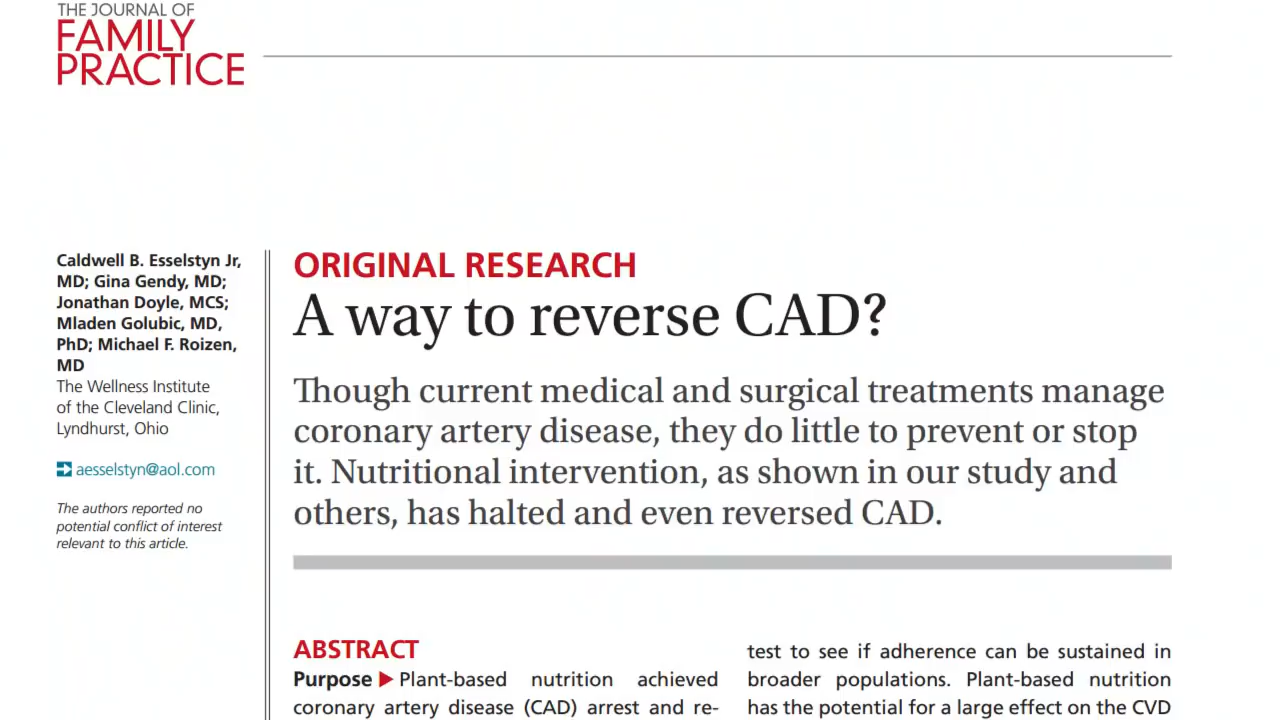 THE JOURNAL OF
FAMILY
PRACTICE
Caldwell B. Esselstyn Jr,
MD; Gina Gendy, MD;
Jonathan Doyle, MCS;
Mladen Golubic, MD,
PhD; Michael F. Roizen,
MD
The Wellness Institute
of the Cleveland Clinic,
Lyndhurst, Ohio
aesselstyn@aol.com
The authors reported no
potential conflict of interest
relevant to this article.
ORIGINAL RESEARCH
A way to reverse CAD?
Though current medical and surgical treatments manage
coronary artery disease, they do little to prevent or stop
it. Nutritional intervention, as shown in our study and
others, has halted and even reversed CAD.
ABSTRACT
Purpose ▶ Plant-based nutrition achieved
coronary artery disease (CAD) arrest and re-
test to see if adherence can be sustained in
broader populations. Plant-based nutrition
has the potential for a large effect on the CVD